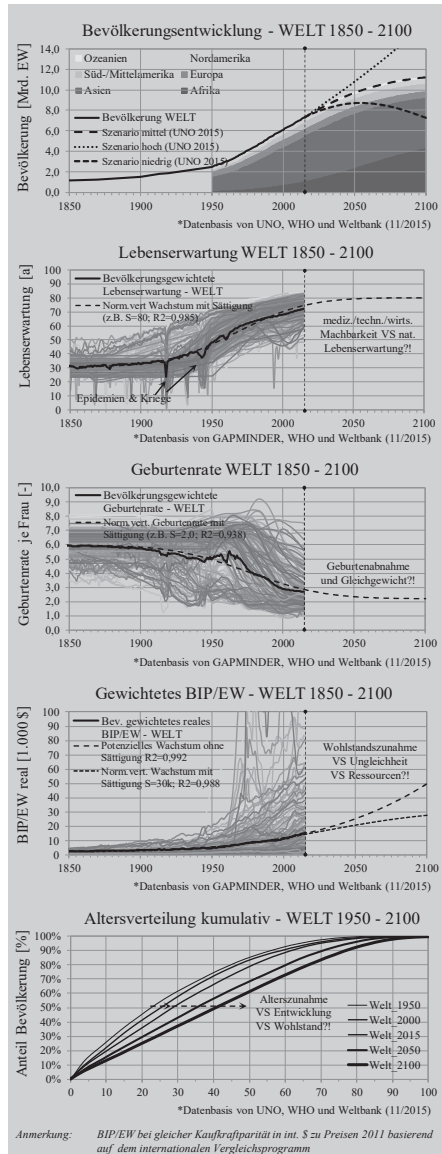 Bevölkerungsentwicklung - WELT 1850 - 2100
Bevölkerung [Mrd. EW]
14,0
12,0
10,0
8,0
6,0
4,0
2,0
0,0
Ozeanien Nordamerika
Süd-/Mittelamerika Europa
Asien Afrika
Bevölkerung WELT
Szenario mittel (UNO 2015)
Szenario hoch (UNO 2015)
Szenario niedrig (UNO 2015)
1850 1900 1950 2000 2050 2100
*Datenbasis von UNO, WHO und Weltbank (11/2015)
Lebenserwartung WELT 1850 - 2100
Lebenserwartung [a]
100
90
80
70
60
50
40
30
20
10
0
Bevölkerungsgewichtete
Lebenserwartung - WELT
Norm.vert Wachstum mit Sättigung
(z.B. S=80; R2=0,985)
mediz./techn./wirts.
Machbarkeit VS nat.
Lebenserwartung?!
Epidemien & Kriege
1850 1900 1950 2000 2050 2100
*Datenbasis von GAPMINDER, WHO und Weltbank (11/2015)
Geburtenrate WELT 1850 - 2100
Geburtenrate je Frau [-]
10,0
9,0
8,0
7,0
6,0
5,0
4,0
3,0
2,0
1,0
0,0
Bevölkerungsgewichtete
Geburtenrate - WELT
Norm.vert. Geburtenrate mit
Sättigung (z.B. S=2,0; R2=0,938)
Geburtenabnahme
und Gleichgewicht?!
1850 1900 1950 2000 2050 2100
*Datenbasis von GAPMINDER, WHO und Weltbank (11/2015)
Gewichtetes BIP/EW - WELT 1850 - 2100
BIP/EW real [1.000 $]
100
90
80
70
60
50
40
30
20
10
0
Bev. gewichtetes reales
BIP/EW - WELT
Potenzielles Wachstum ohne
Sättigung R2=0,992
Norm.vert. Wachstum mit
Sättigung S=30k; R2=0,988
Wohlstandszunahme
VS Ungleichheit
VS Ressourcen?!
1850 1900 1950 2000 2050 2100
*Datenbasis von GAPMINDER, WHO und Weltbank (11/2015)
Altersverteilung kumulativ - WELT 1950 - 2100
Anteil Bevölkerung [%]
100%
90%
80%
70%
60%
50%
40%
30%
20%
10%
0%
Alterszunahme
VS Entwicklung
VS Wohlstand?!
Welt_1950
Welt_2000
Welt_2015
Welt_2050
Welt_2100
0 10 20 30 40 50 60 70 80 90 100
*Datenbasis von UNO, WHO und Weltbank (11/2015)
Anmerkung: BIP/EW bei gleicher Kaufkraftparität in int. $ zu Preisen 2011 basierend
auf dem internationalen Vergleichsprogramm